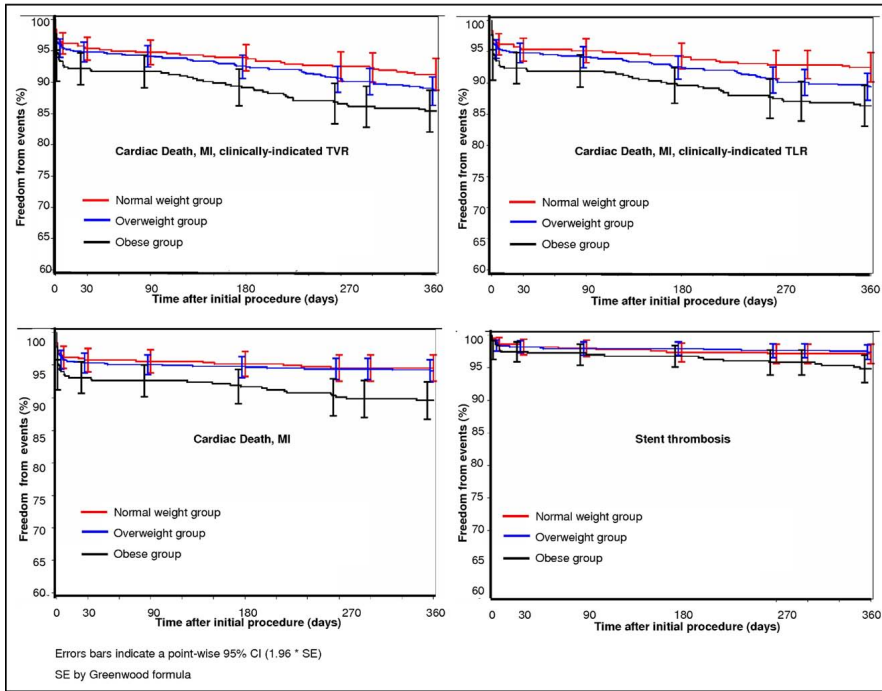 100
95
90
85
80
75
70
65
60
Freedom from events (%)
Cardiac Death, MI, clinically-indicated TVR
Normal weight group
Overweight group
Obese group
0 30 90 180 270 360
Time after initial procedure (days)
100
95
90
85
80
75
70
65
60
Freedom from events (%)
Cardiac Death, MI, clinically-indicated TLR
Normal weight group
Overweight group
Obese group
0 30 90 180 270 360
Time after initial procedure (days)
100
95
90
85
80
75
70
65
60
Freedom from events (%)
Cardiac Death, MI
Normal weight group
Overweight group
Obese group
0 30 90 180 270 360
Time after initial procedure (days)
100
95
90
85
80
75
70
65
60
Freedom from events (%)
Stent thrombosis
Normal weight group
Overweight group
Obese group
0 30 90 180 270 360
Time after initial procedure (days)
Errors bars indicate a point-wise 95% CI (1.96 * SE)
SE by Greenwood formula